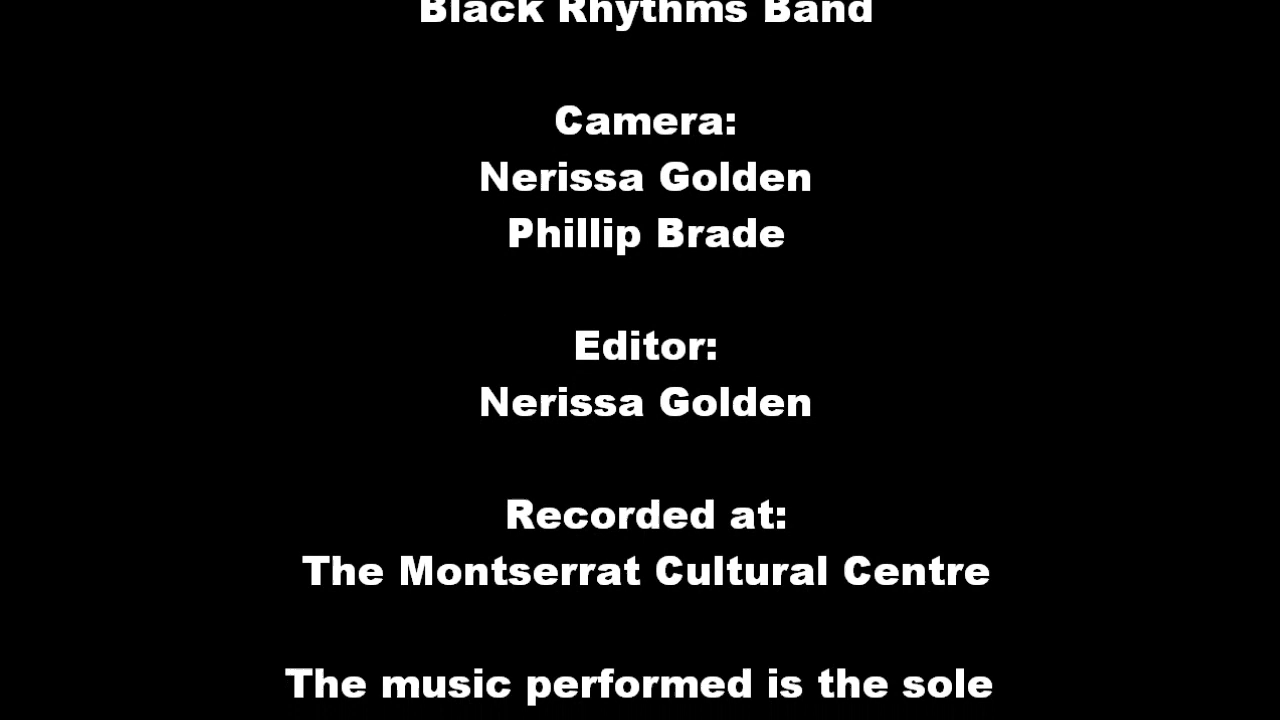 Black Rhythms Band
Camera:
Nerissa Golden
Phillip Brade
Editor:
Nerissa Golden
Recorded at:
The Montserrat Cultural Centre
The music performed is the sole